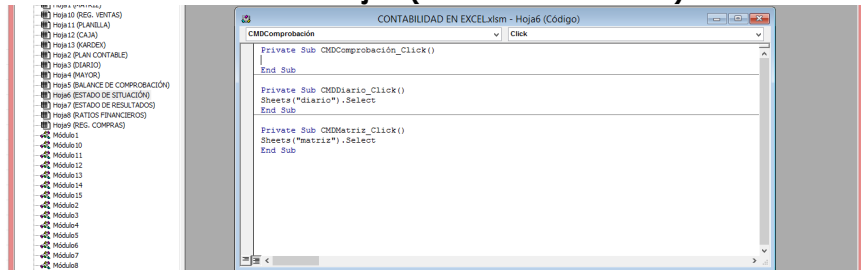 Hoja10 (REG. VENTAS)
Hoja11 (PLANILLA)
Hoja12 (CAJA)
Hoja13 (KARDEX)
Hoja2 (PLAN CONTABLE)
Hoja3 (DIARIO)
Hoja4 (MAYOR)
Hoja5 (BALANCE DE COMPROBACIÓN)
Hoja6 (ESTADO DE SITUACIÓN)
Hoja7 (ESTADO DE RESULTADOS)
Hoja8 (RATIOS FINANCIEROS)
Hoja9 (REG. COMPRAS)
Módulo1
Módulo10
Módulo11
Módulo12
Módulo13
Módulo14
Módulo15
Módulo2
Módulo3
Módulo4
Módulo5
Módulo6
Módulo7
Módulo8
CONTABILIDAD EN EXCEL.xlsm - Hoja6 (Código)
CMDComprobación Click
Private Sub CMDComprobación_Click()
End Sub
Private Sub CMDDiario_Click()
Sheets("diario").Select
End Sub
Private Sub CMDMatriz_Click()
Sheets("matriz").Select
End Sub